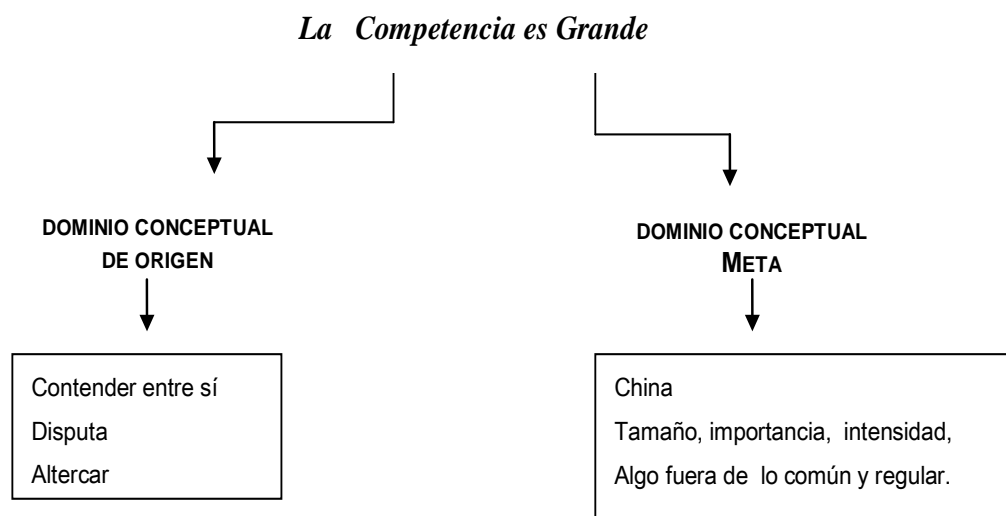 La Competencia es Grande
DOMINIO CONCEPTUAL
DE ORIGEN
DOMINIO CONCEPTUAL
META
Contender entre sí
Disputa
Altercar
China
Tamaño, importancia, intensidad,
Algo fuera de lo común y regular.